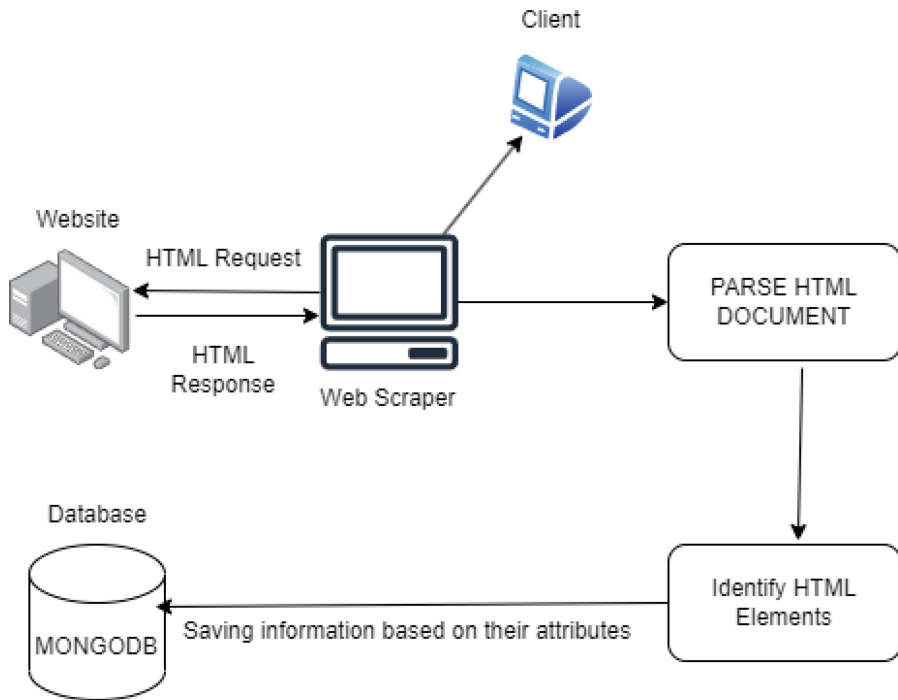 Client
Website
HTML Request
HTML
Response
Web Scraper
PARSE HTML
DOCUMENT
Database
MONGODB
Saving information based on their attributes
Identify HTML
Elements